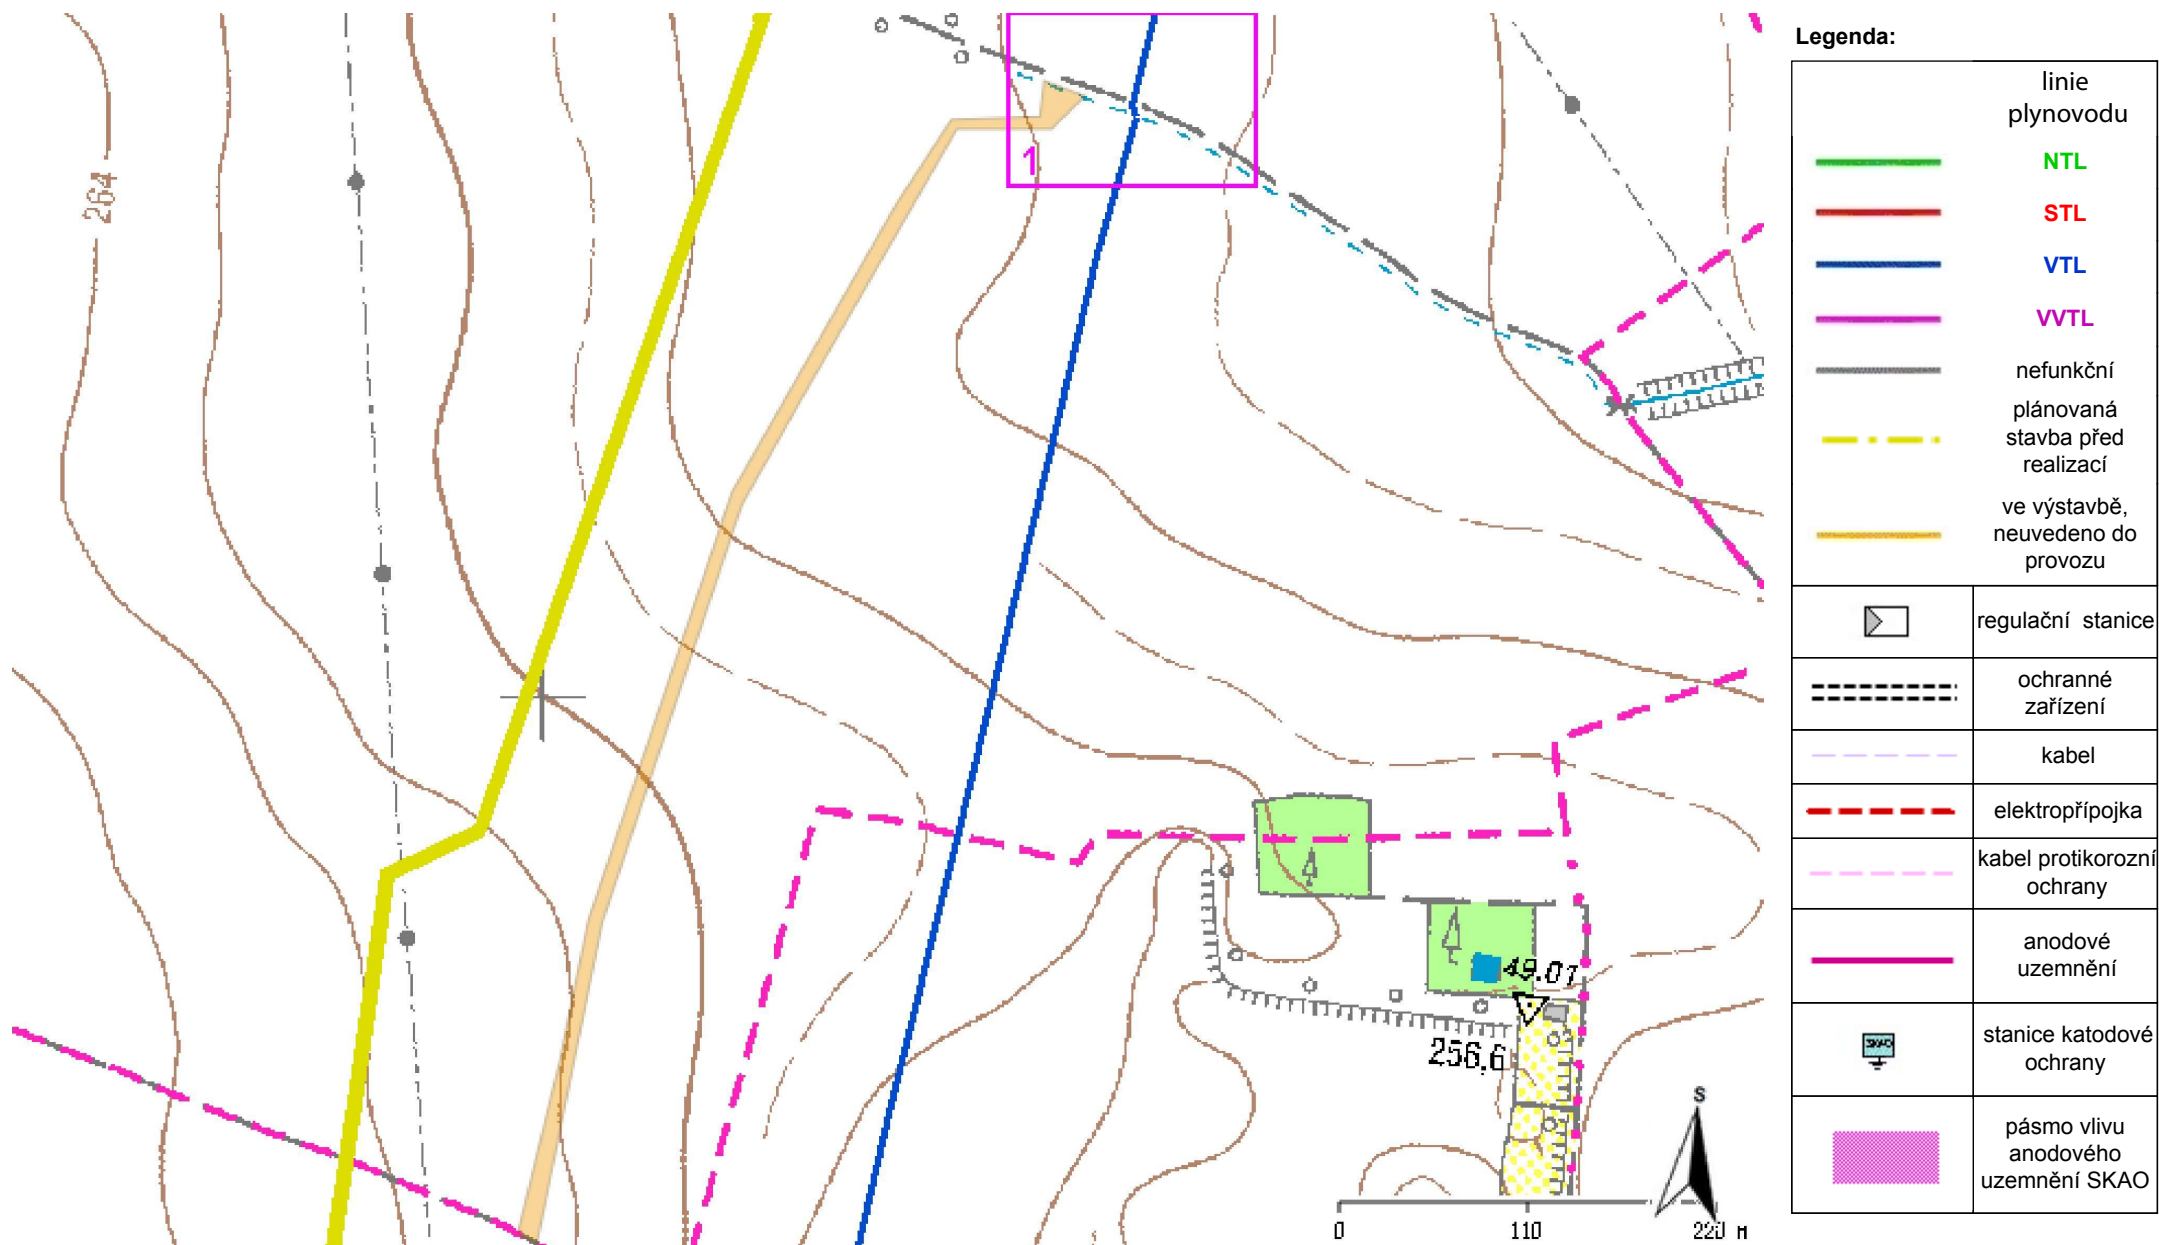 264
1
49.07
256,6
S
0 110 220 M
Legenda:
linie
plynovodu
NTL
STL
VTL
VVTL
nefunkční
plánovaná
stavba před
realizací
ve výstavbě,
neuvedeno do
provozu
regulační stanice
ochranné
zařízení
kabel
elektropřípojka
kabel protikorozní
ochrany
anodové
uzemnění
SKAO
stanice katodové
ochrany
pásmo vlivu
anodového
uzemnění SKAO